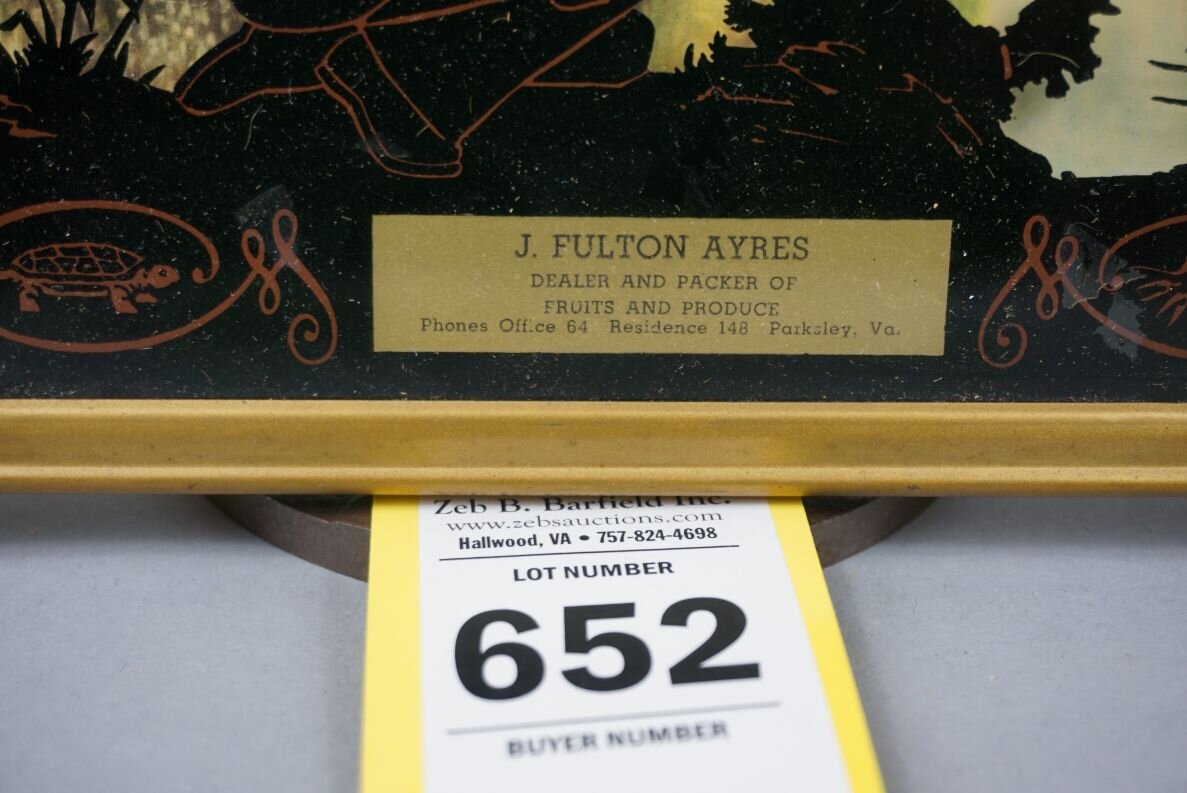 J. FULTON AYRES
DEALER AND PACKER OF
FRUITS AND PRODUCE
Phones Office 64 Residence 148 Parksley, Va.
Zeb B. Barfield Inc.
www.zebsauctions.com
Hallwood, VA • 757-824-4698
LOT NUMBER
652
BUYER NUMBER